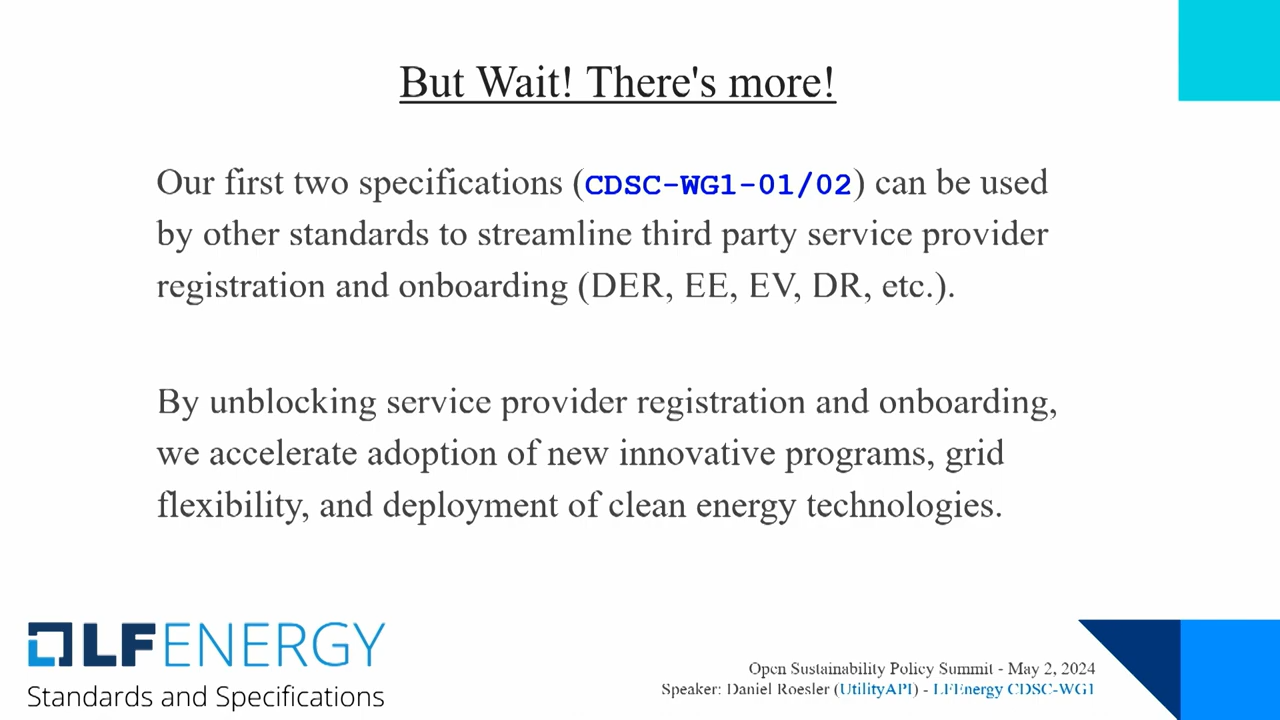 But Wait! There's more!
Our first two specifications (CDSC-WG1-01/02) can be used
by other standards to streamline third party service provider
registration and onboarding (DER, EE, EV, DR, etc.).
By unblocking service provider registration and onboarding,
we accelerate adoption of new innovative programs, grid
flexibility, and deployment of clean energy technologies.
LFENERGY
Standards and Specifications
Open Sustainability Policy Summit - May 2, 2024
Speaker: Daniel Roesler (UtilityAPI) - LFEnergy CDSC-WG1